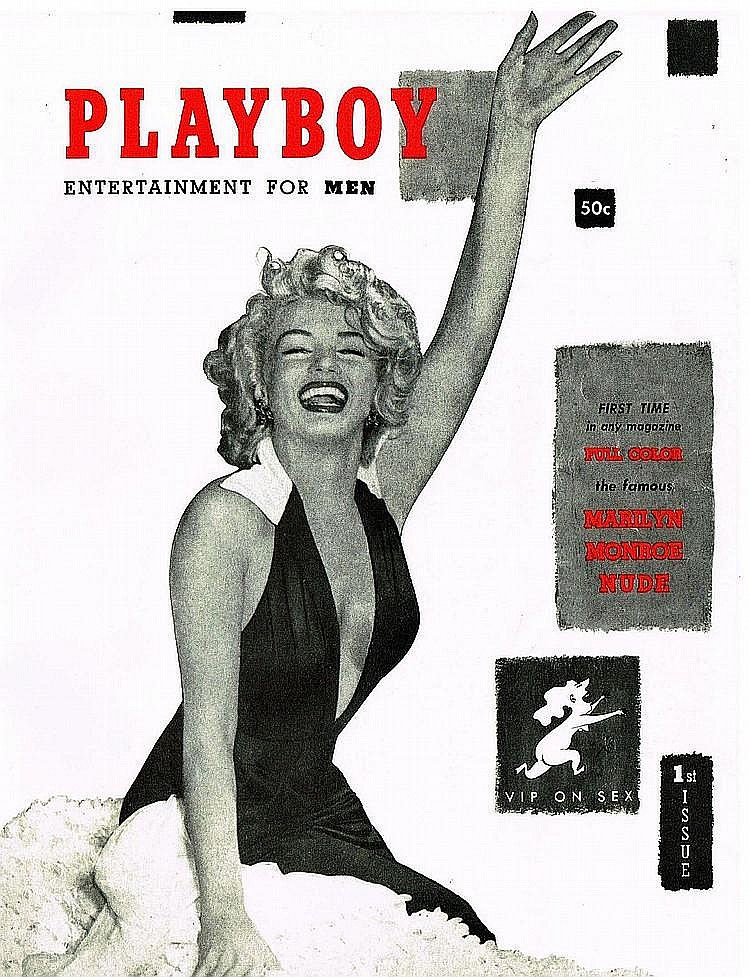 PLAYBOY
ENTERTAINMENT FOR MEN
50c
FIRST TIME
in any magazine
FULL COLOR
the famous
MARILYN
MONROE
NUDE
VIP ON SEX
1st
ISSUE